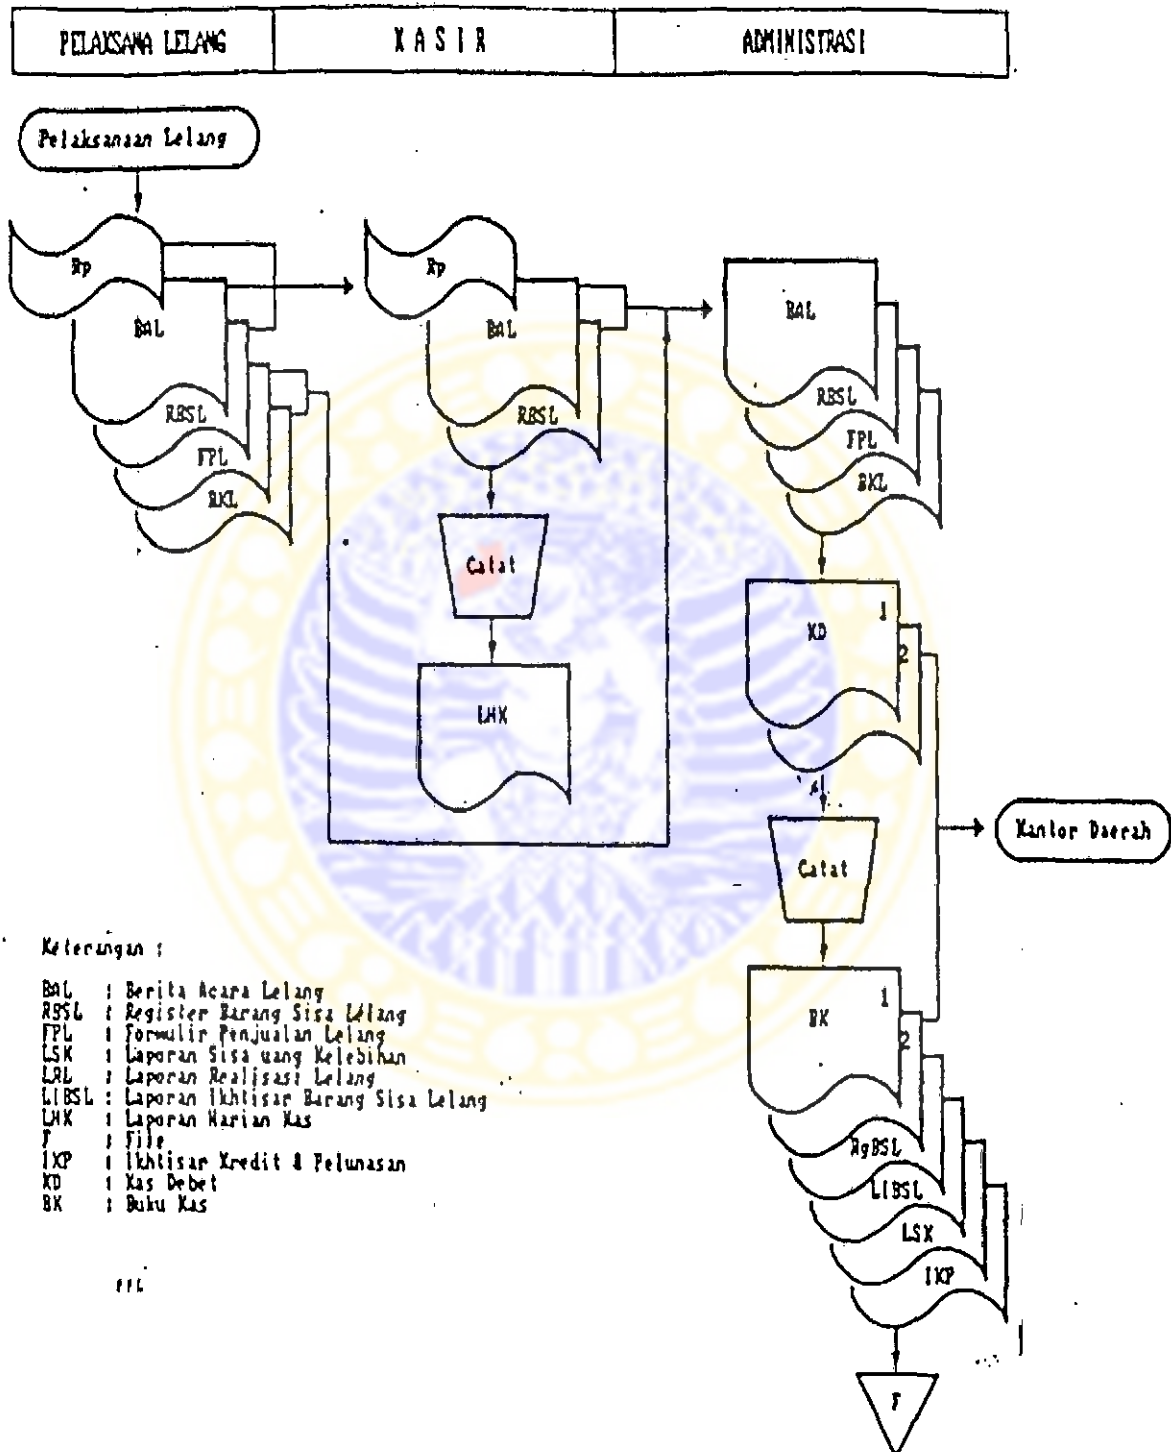 PELAKSANA LELANG
K A S I R
ADMINISTRASI
Pelaksanaan Lelang
Rp
BAL
RBSL
FPL
BKL
Rp
BAL
RBSL
Catat
LHK
BAL
RBSL
FPL
BKL
KD
1
2
Catat
Kantor Daerah
BK
1
2
RgBSL
LIBSL
LSK
IKP
F
Keterangan :
BAL : Berita Acara Lelang
RBSL : Register Barang Sisa Lelang
FPL : Formulir Penjualan Lelang
LSK : Laporan Sisa uang Kelebihan
LRL : Laporan Realisasi Lelang
LIBSL : Laporan Ikhtisar Barang Sisa Lelang
LHK : Laporan Harian Kas
F : File
IKP : Ikhtisar Kredit & Pelunasan
KD : Kas Debet
BK : Buku Kas